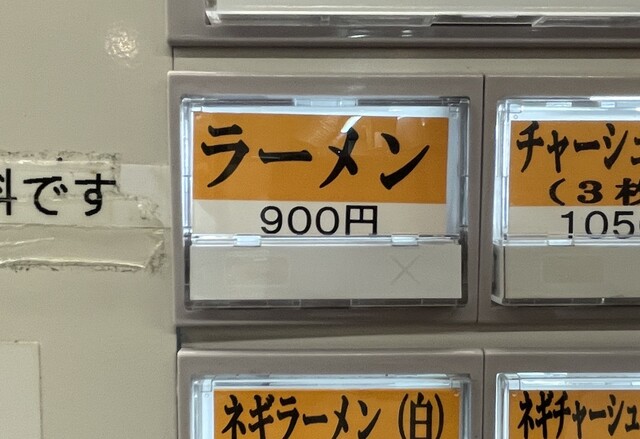 料です
ラーメン
900円
チャーシュ
(3枚
1050
ネギラーメン(白)
ネギチャーシュ